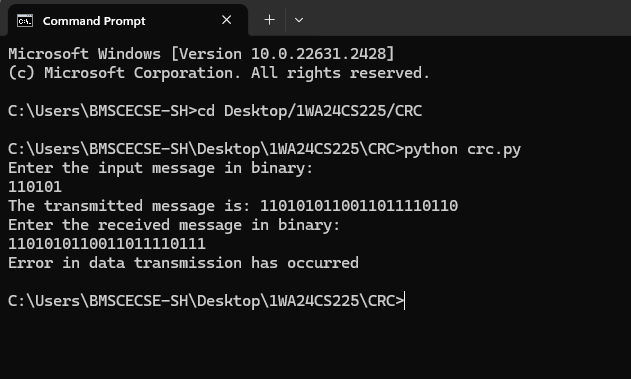 Command Prompt
Microsoft Windows [Version 10.0.22631.2428]
(c) Microsoft Corporation. All rights reserved.
C:\Users\BMSCECSE-SH>cd Desktop/1WA24CS225/CRC
C:\Users\BMSCECSE-SH\Desktop\1WA24CS225\CRC>python crc.py
Enter the input message in binary:
110101
The transmitted message is: 1101010110011011110110
Enter the received message in binary:
1101010110011011110111
Error in data transmission has occurred
C:\Users\BMSCECSE-SH\Desktop\1WA24CS225\CRC>